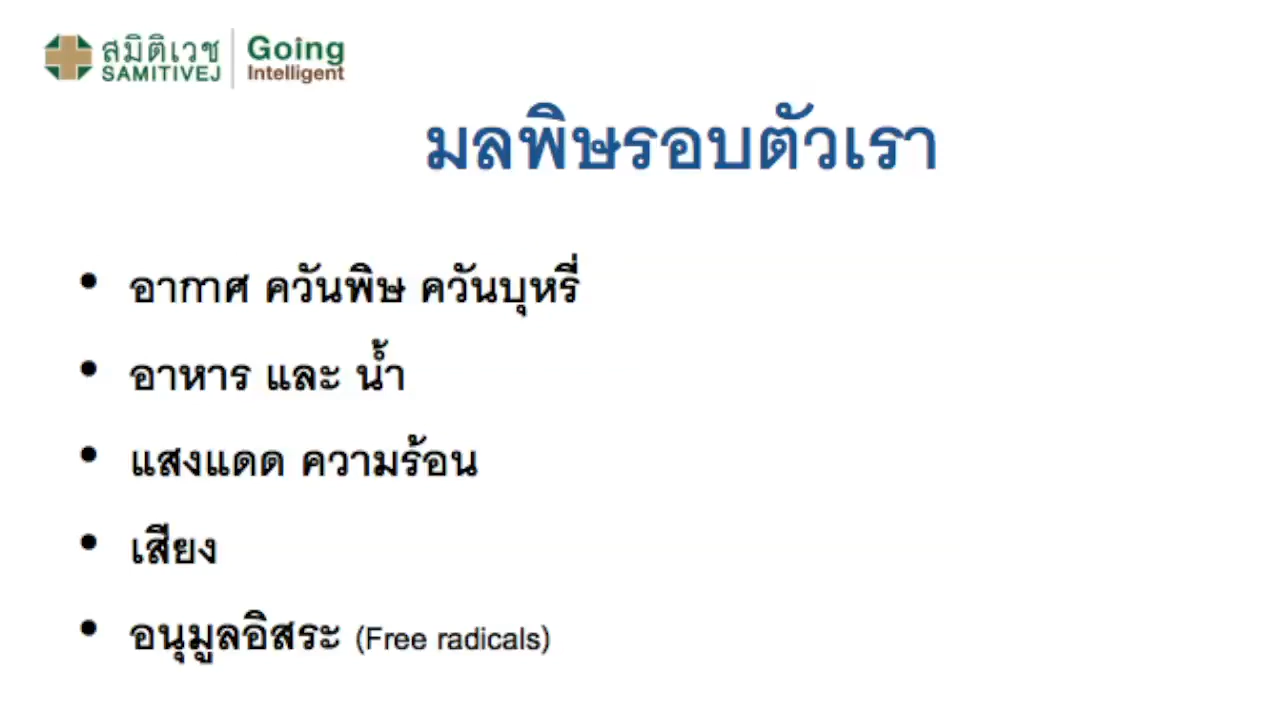 สมิติเวช
SAMITIVEJ
Going
Intelligent
มลพิษรอบตัวเรา
• อากาศ ควันพิษ ควันบุหรี่
• อาหาร และ น้ำ
• แสงแดด ความร้อน
• เสียง
• อนุมูลอิสระ (Free radicals)